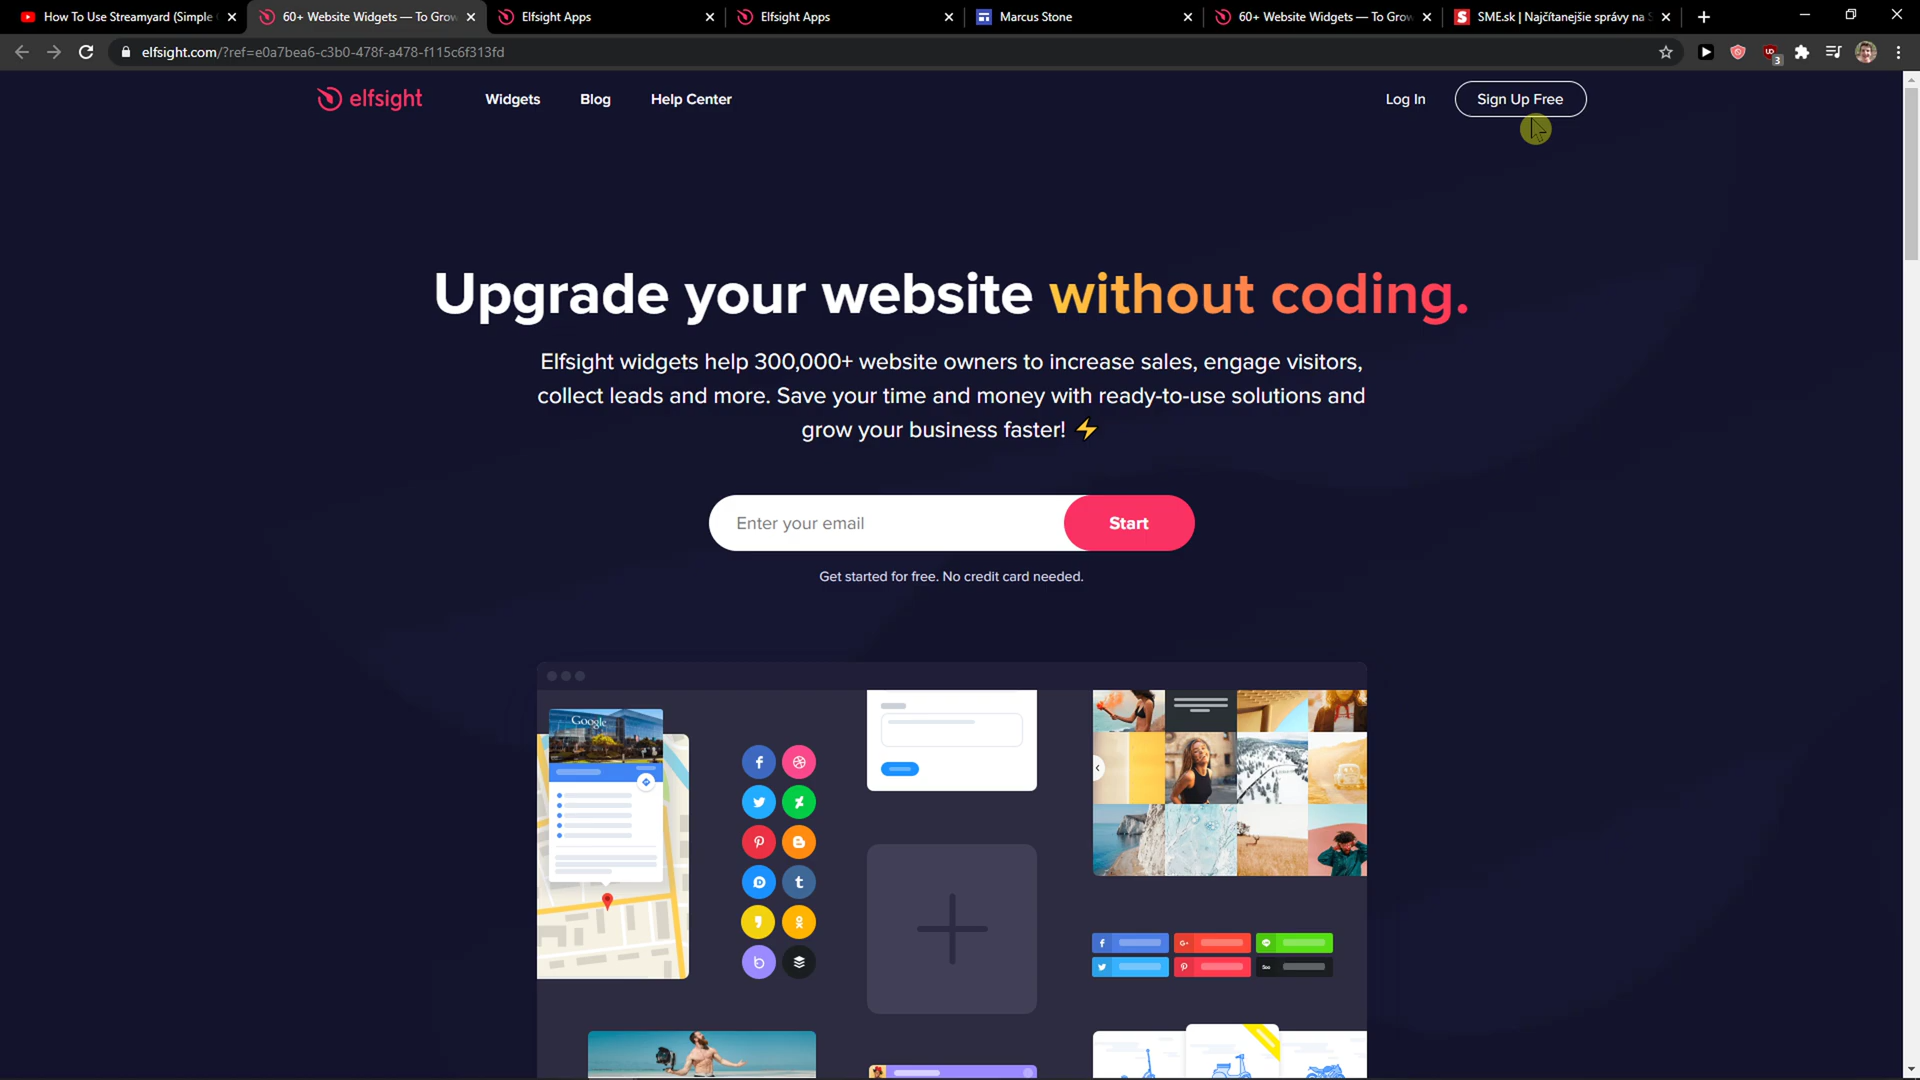 How To Use Streamyard (Simple
60+ Website Widgets — To Grow
Elfsight Apps
Elfsight Apps
Marcus Stone
60+ Website Widgets — To Grow
SME.sk | Najčítanejšie správy na S
elfsight.com/?ref=e0a7bea6-c3b0-478f-a478-f115c6f313fd
3
elfsight
Widgets
Blog
Help Center
Log In
Sign Up Free
Upgrade your website without coding.
Elfsight widgets help 300,000+ website owners to increase sales, engage visitors,
collect leads and more. Save your time and money with ready-to-use solutions and
grow your business faster! ⚡
Enter your email
Start
Get started for free. No credit card needed.
Google